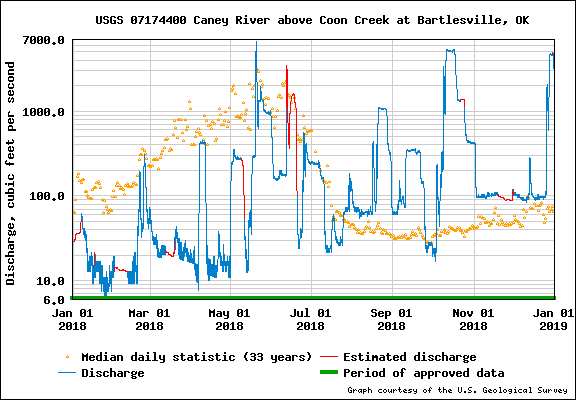 USGS 07174400 Caney River above Coon Creek at Bartlesville, OK
Discharge, cubic feet per second
7000.0
1000.0
100.0
10.0
6.0
Jan 01 Mar 01 May 01 Jul 01 Sep 01 Nov 01 Jan 01
2018 2018 2018 2018 2018 2018 2019
Median daily statistic (33 years) Estimated discharge
Discharge Period of approved data
Graph courtesy of the U.S. Geological Survey